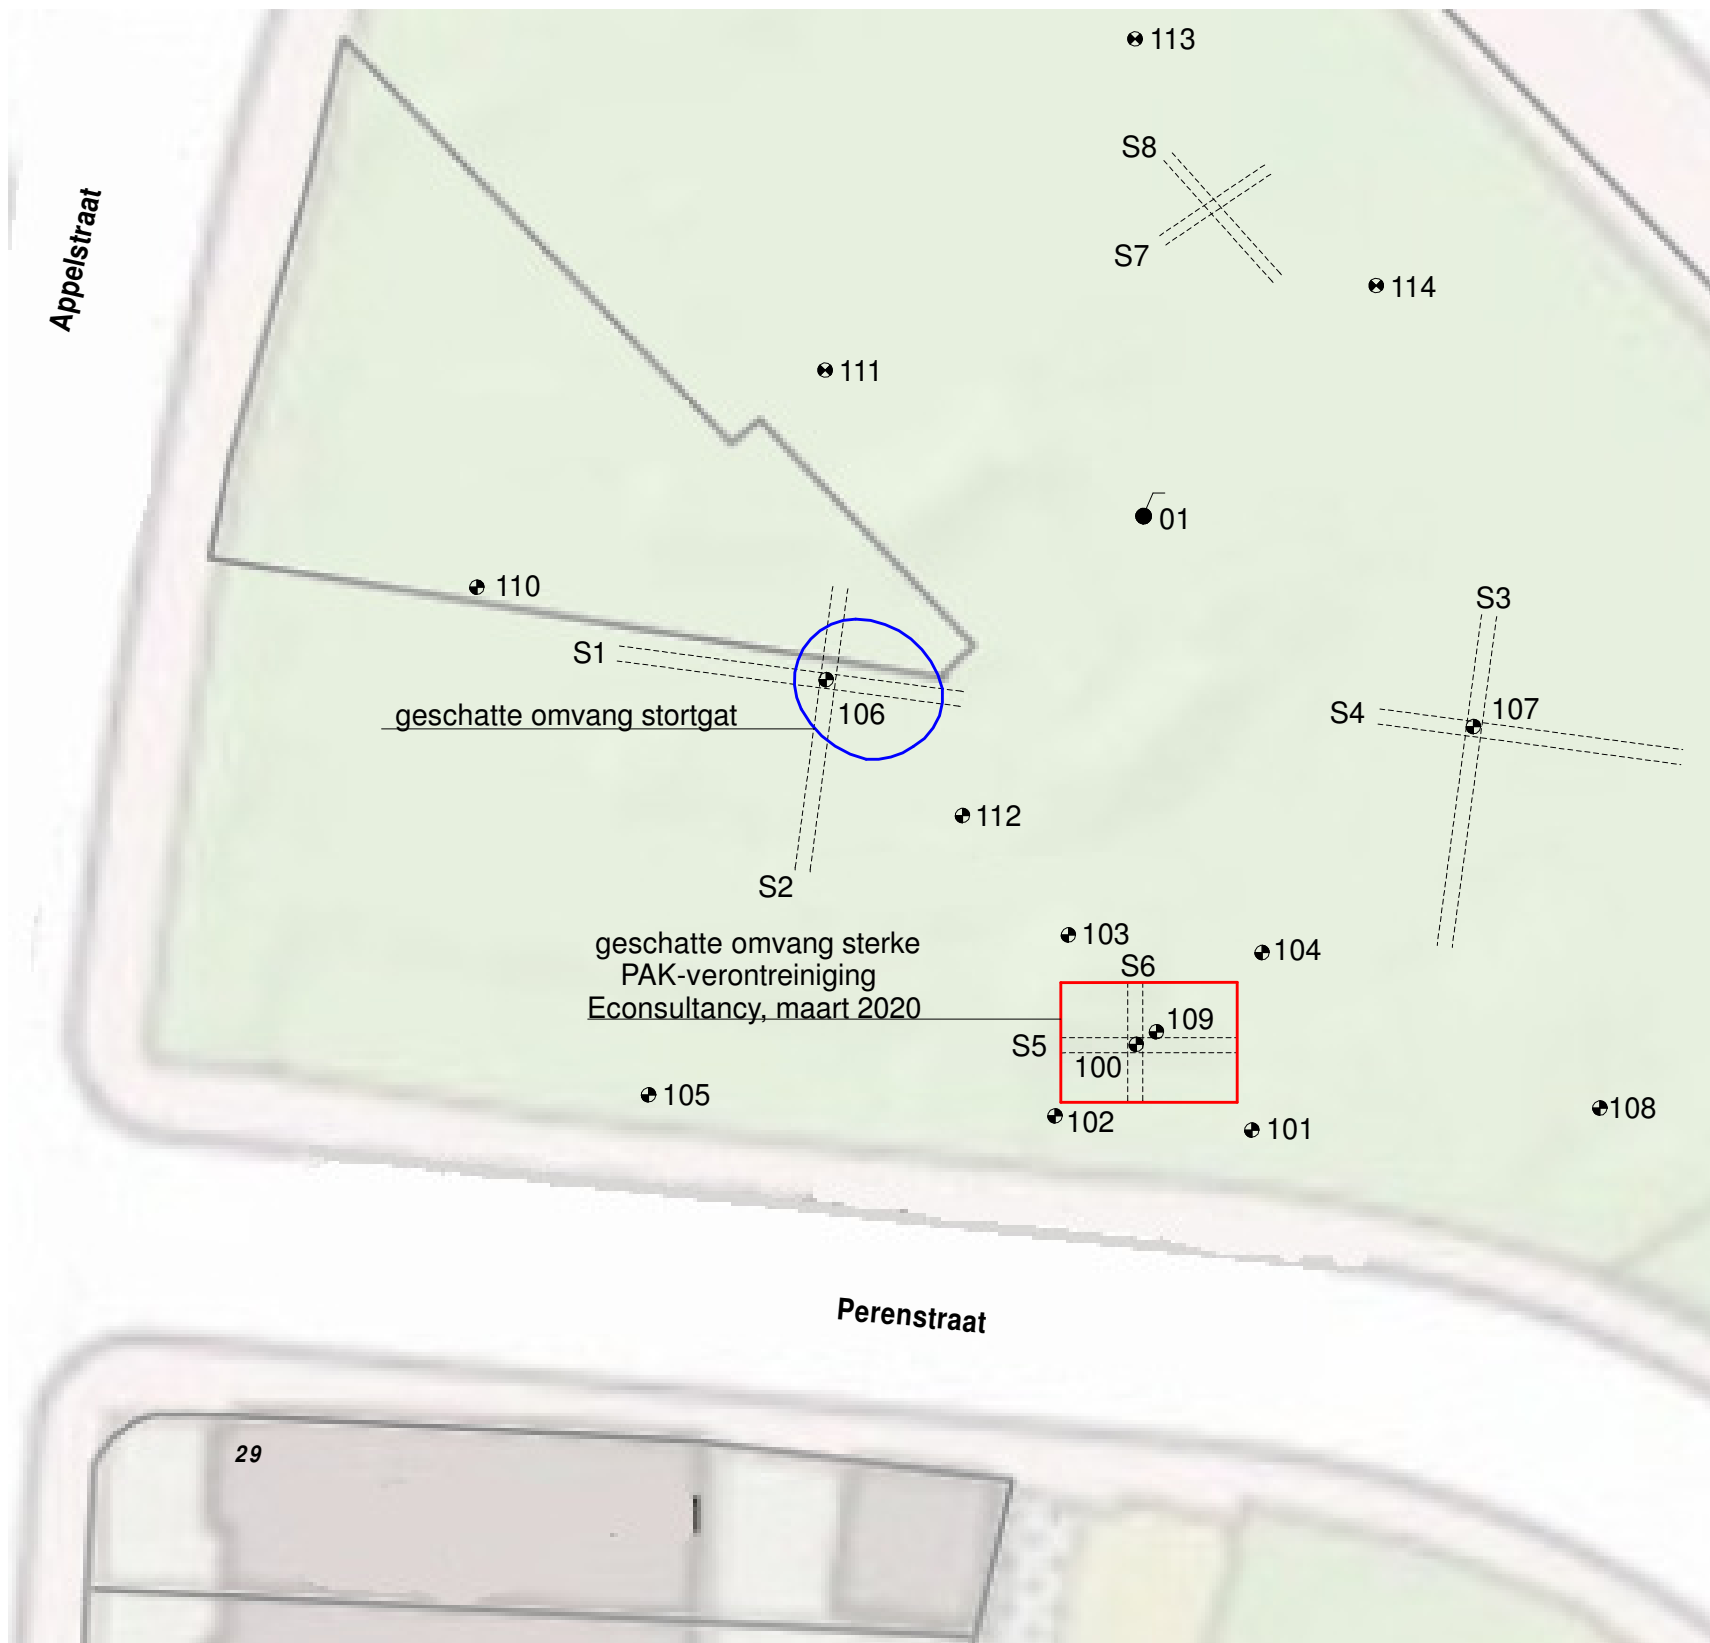 113
S8
Appelstraat
S7
114
111
01
110
S3
S1
107
S4
106
geschatte omvang stortgat
112
S2
geschatte omvang sterke
PAK-verontreiniging
Econsultancy, maart 2020
103
104
S6
109
S5
100
105
102
101
108
Perenstraat
29